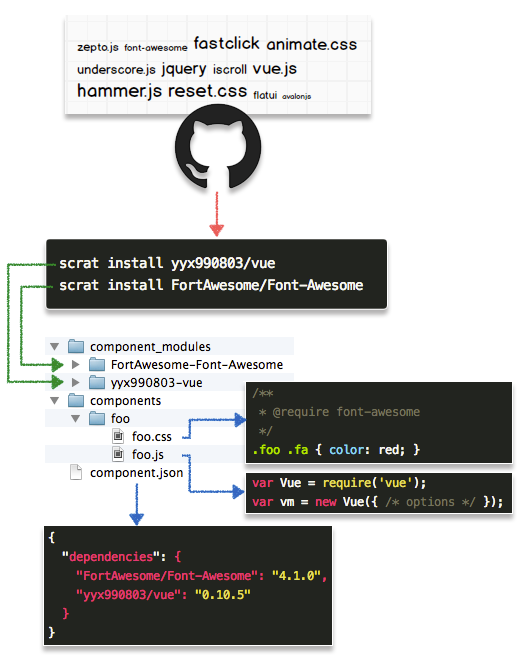 zepto.js font-awesome fastclick animate.css
underscore.js jquery iscroll vue.js
hammer.js reset.css flatui avalonjs
scrat install yyx990803/vue
scrat install FortAwesome/Font-Awesome
component_modules
FortAwesome-Font-Awesome
yyx990803-vue
components
foo
foo.css
foo.js
component.json
/**
 * @require font-awesome
 */
.foo .fa { color: red; }
var Vue = require('vue');
var vm = new Vue({ /* options */ });
{
  "dependencies": {
    "FortAwesome/Font-Awesome": "4.1.0",
    "yyx990803/vue": "0.10.5"
  }
}